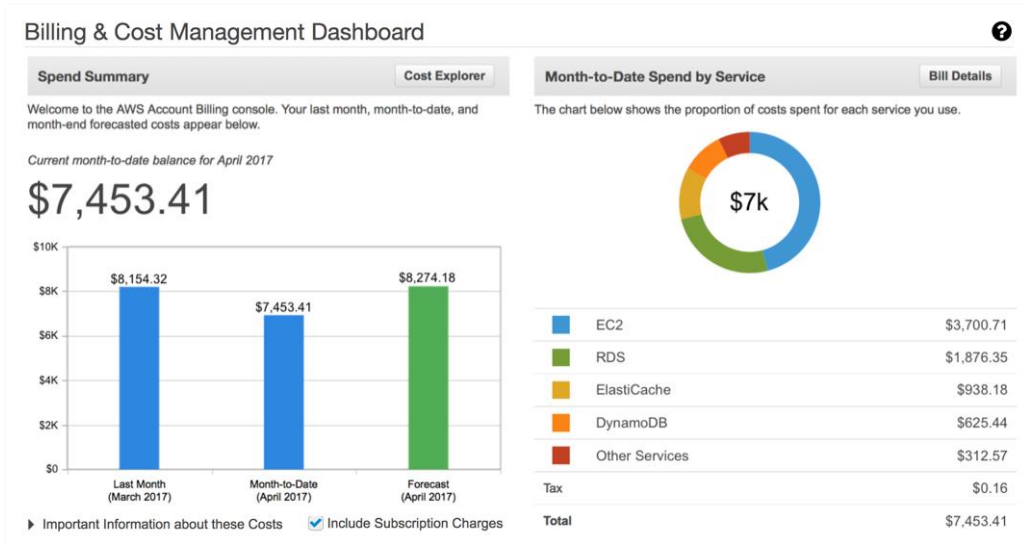 Billing & Cost Management Dashboard
?
Spend Summary
Cost Explorer
Welcome to the AWS Account Billing console. Your last month, month-to-date, and
month-end forecasted costs appear below.
Current month-to-date balance for April 2017
$7,453.41
$10K
$8K
$6K
$4K
$2K
$0
$8,154.32
$7,453.41
$8,274.18
Last Month
(March 2017)
Month-to-Date
(April 2017)
Forecast
(April 2017)
Important Information about these Costs
Include Subscription Charges
Month-to-Date Spend by Service
Bill Details
The chart below shows the proportion of costs spent for each service you use.
$7k
EC2 $3,700.71
RDS $1,876.35
ElastiCache $938.18
DynamoDB $625.44
Other Services $312.57
Tax $0.16
Total $7,453.41